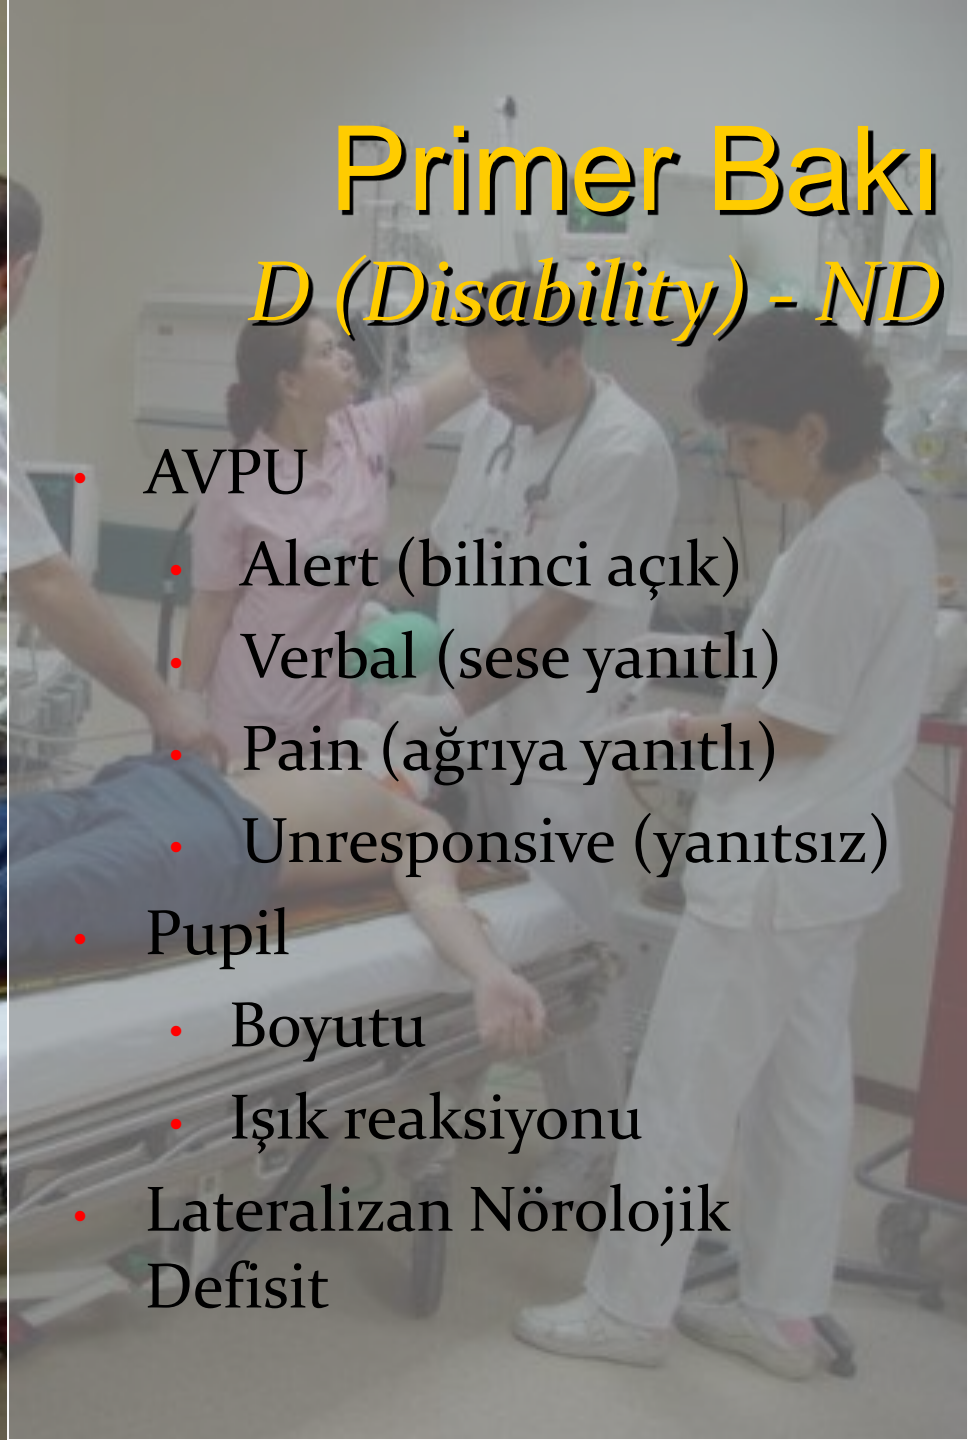 Primer Bakı
D (Disability) - ND
• AVPU
• Alert (bilinci açık)
• Verbal (sese yanıtlı)
• Pain (ağrıya yanıtlı)
• Unresponsive (yanıtsız)
• Pupil
• Boyutu
• Işık reaksiyonu
• Lateralizan Nörolojik
Defisit